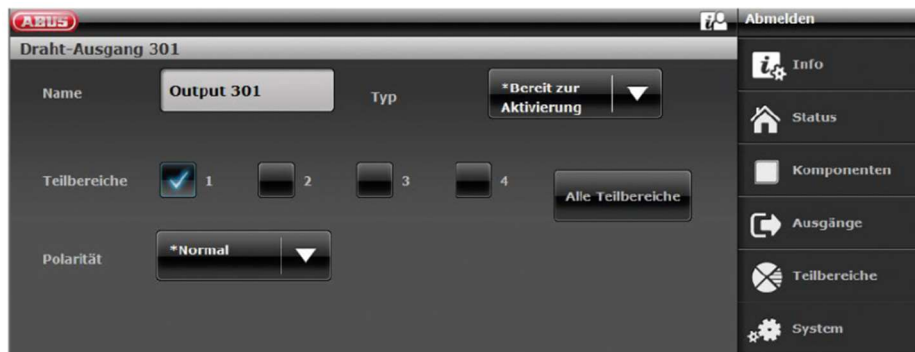 ABUS
Abmelden
Draht-Ausgang 301
Name
Output 301
Typ
*Bereit zur
Aktivierung
Teilbereiche
1
2
3
4
Alle Teilbereiche
Polarität
*Normal
Info
Status
Komponenten
Ausgänge
Teilbereiche
System